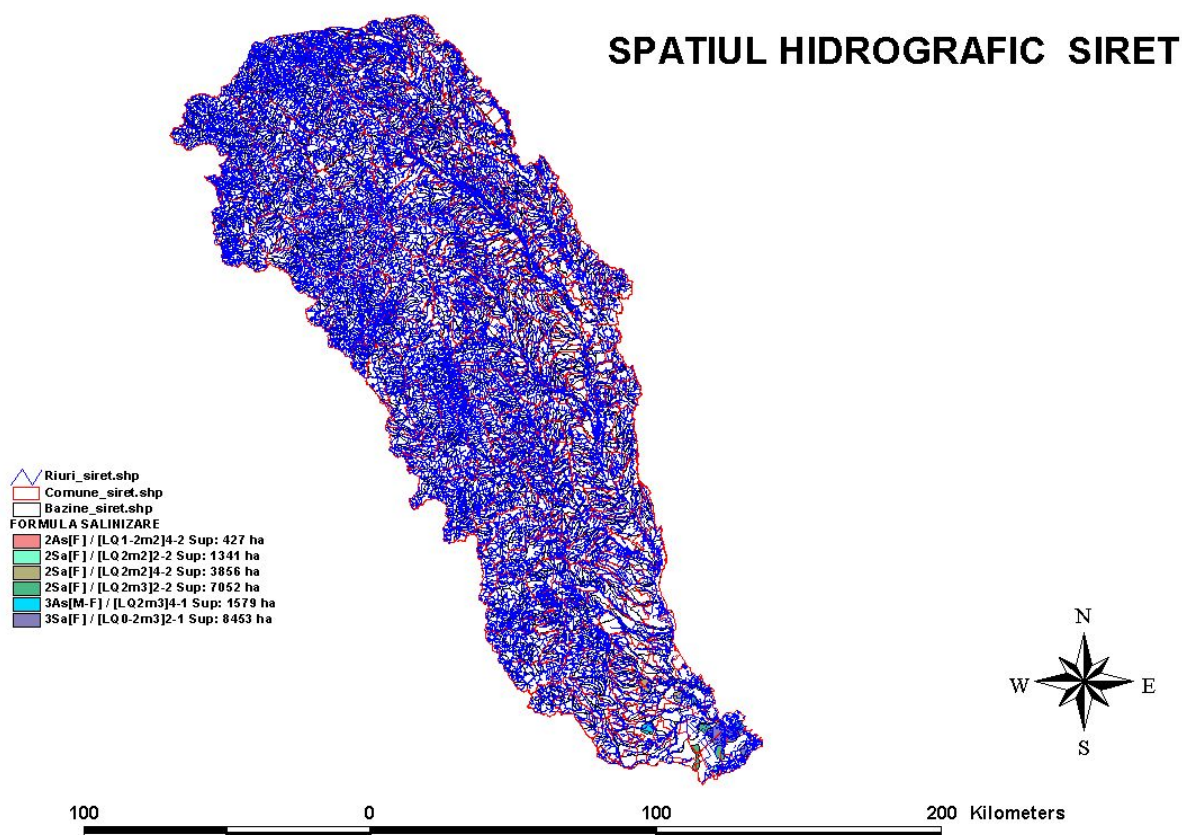 SPATIUL HIDROGRAFIC SIRET
Riuri_siret.shp
Comune_siret.shp
Bazine_siret.shp
FORMULA SALINIZARE
2As[F] / [LQ1-2m2]4-2 Sup: 427 ha
2Sa[F] / [LQ2m2]2-2 Sup: 1341 ha
2Sa[F] / [LQ2m2]4-2 Sup: 3856 ha
2Sa[F] / [LQ2m3]2-2 Sup: 7052 ha
3As[M-F] / [LQ2m3]4-1 Sup: 1579 ha
3Sa[F] / [LQ0-2m3]2-1 Sup: 8453 ha
N
W E
S
100 0 100 200 Kilometers